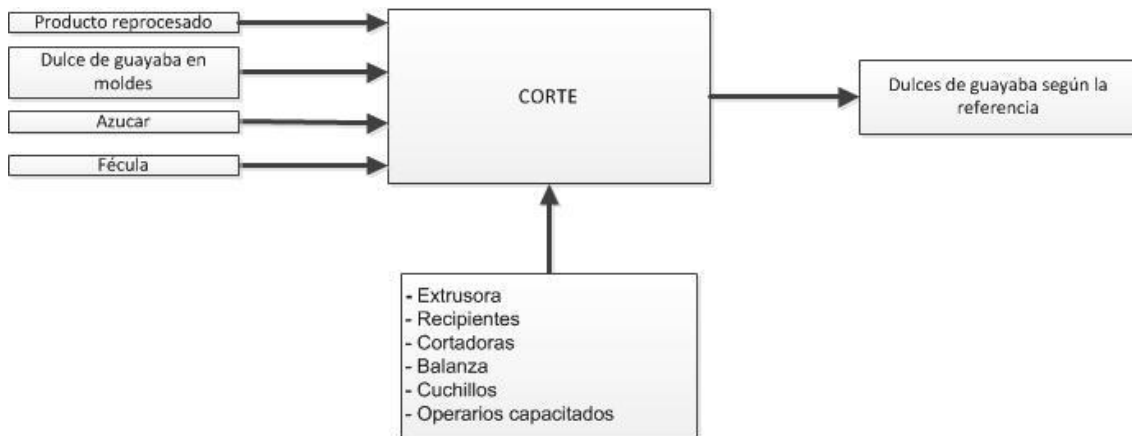 Producto reprocesado
Dulce de guayaba en
moldes
Azucar
Fécula
CORTE
Dulces de guayaba según la
referencia
- Extrusora
- Recipientes
- Cortadoras
- Balanza
- Cuchillos
- Operarios capacitados